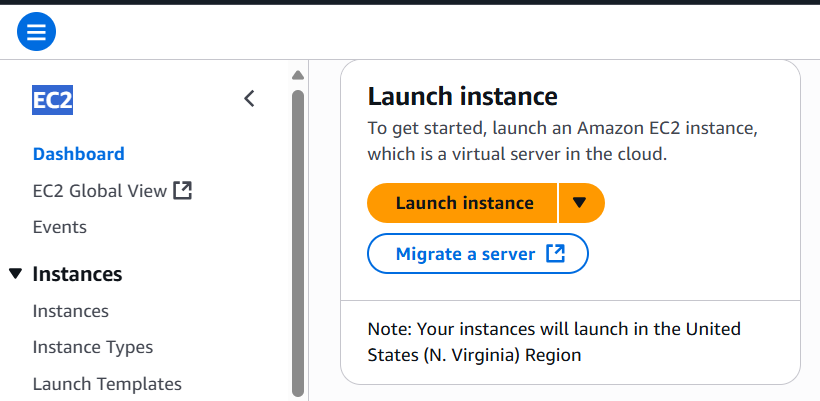 EC2
Dashboard
EC2 Global View
Events
Instances
Instances
Instance Types
Launch Templates
Launch instance
To get started, launch an Amazon EC2 instance,
which is a virtual server in the cloud.
Launch instance
Migrate a server
Note: Your instances will launch in the United
States (N. Virginia) Region